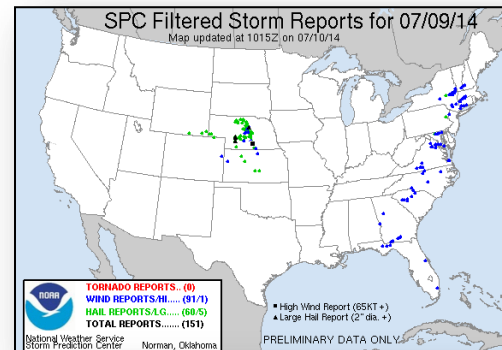 SPC Filtered Storm Reports for 07/09/14
Map updated at 1015Z on 07/10/14
NOAA
TORNADO REPORTS.. (0)
WIND REPORTS/HI..... (91/1)
HAIL REPORTS/LG..... (60/5)
TOTAL REPORTS....... (151)
National Weather Service
Storm Prediction Center Norman, Oklahoma
High Wind Report (65KT +)
Large Hail Report (2" dia. +)
PRELIMINARY DATA ONLY